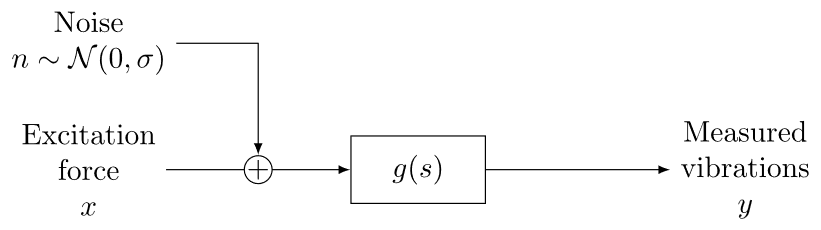 Noise
n ∼ 𝒩(0, σ)
Excitation
force
x
+
g(s)
Measured
vibrations
y